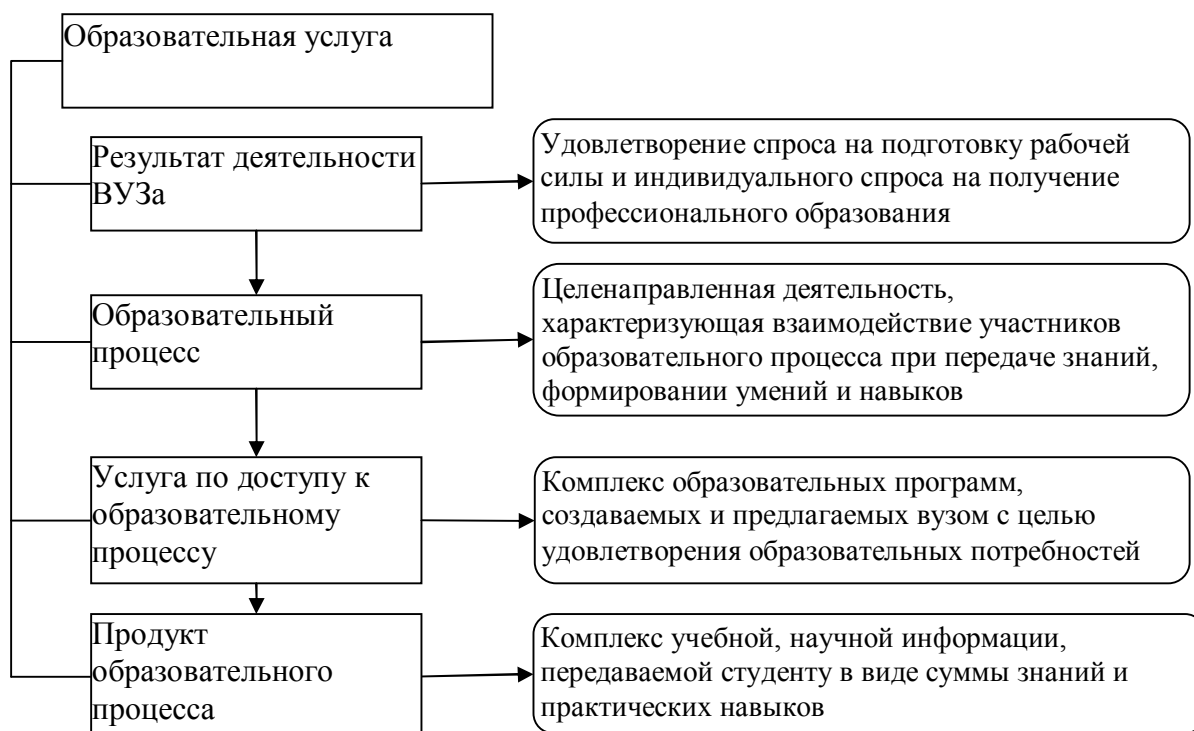 Образовательная услуга
Результат деятельности
ВУЗа
Удовлетворение спроса на подготовку рабочей
силы и индивидуального спроса на получение
профессионального образования
Образовательный
процесс
Целенаправленная деятельность,
характеризующая взаимодействие участников
образовательного процесса при передаче знаний,
формировании умений и навыков
Услуга по доступу к
образовательному
процессу
Комплекс образовательных программ,
создаваемых и предлагаемых вузом с целью
удовлетворения образовательных потребностей
Продукт
образовательного
процесса
Комплекс учебной, научной информации,
передаваемой студенту в виде суммы знаний и
практических навыков